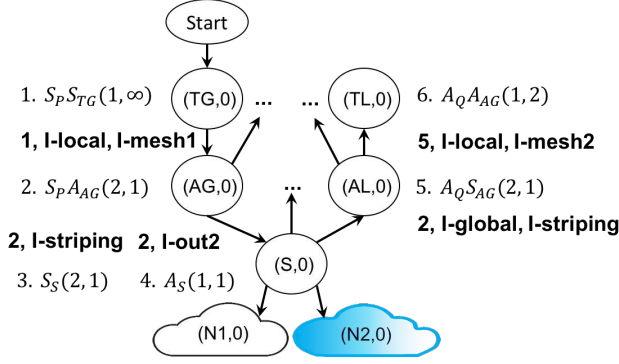 Start
1. S_P S_TG(1, ∞)
(TG,0)
...
...
(TL,0)
6. A_Q A_AG(1, 2)
1, I-local, I-mesh1
5, I-local, I-mesh2
2. S_P A_AG(2, 1)
(AG,0)
...
(AL,0)
5. A_Q S_AG(2, 1)
2, I-global, I-striping
2, I-striping
2, I-out2
(S,0)
3. S_S(2, 1)
4. A_S(1, 1)
(N1,0)
(N2,0)